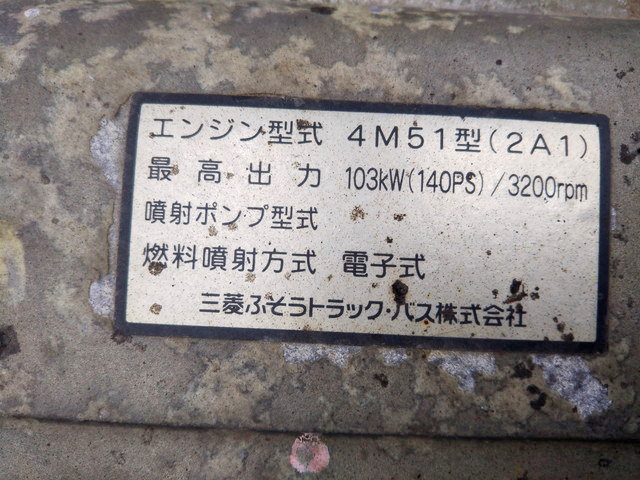 エンジン型式 4M51型(2A1)
最高出力 103kW(140PS)/3200rpm
噴射ポンプ型式
燃料噴射方式 電子式
三菱ふそうトラック・バス株式会社